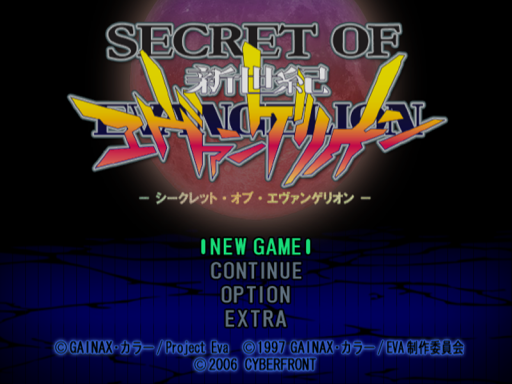 SECRET OF
新世紀
EVANGELION
エヴァンゲリオン
− シークレット・オブ・エヴァンゲリオン −
NEW GAME
CONTINUE
OPTION
EXTRA
©GAINAX・カラー/Project Eva ©1997 GAINAX・カラー/EVA制作委員会
©2006 CYBERFRONT